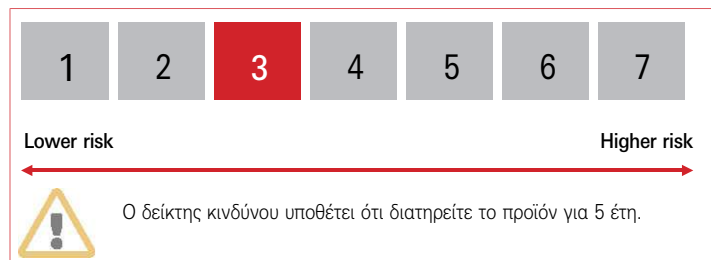 1 2 3 4 5 6 7
Lower risk Higher risk
Ο δείκτης κινδύνου υποθέτει ότι διατηρείτε το προϊόν για 5 έτη.